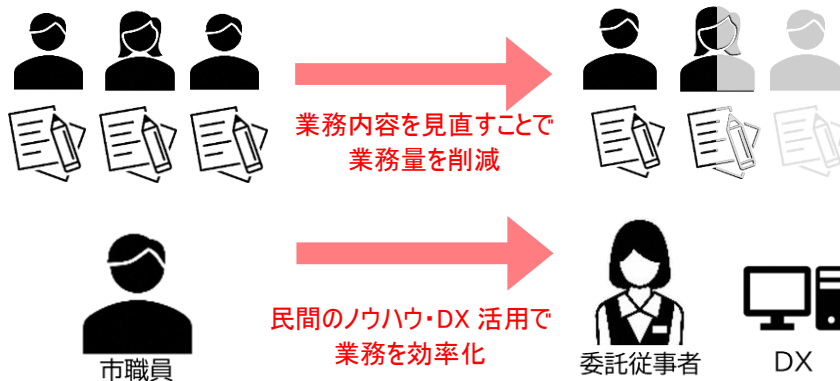 業務内容を見直すことで
業務量を削減
民間のノウハウ・DX 活用で
業務を効率化
市職員
委託従事者
DX